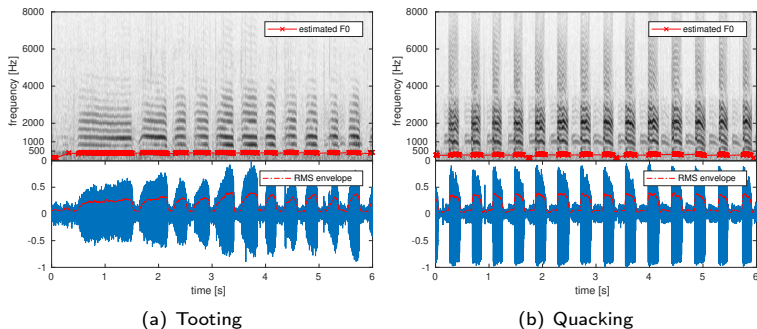 8000
6000
4000
2000
1000
500
frequency [Hz]
estimated F0
0.5
0
-0.5
-1
RMS envelope
0 1 2 3 4 5 6
time [s]
(a) Tooting
8000
6000
4000
2000
1000
500
frequency [Hz]
estimated F0
0.5
0
-0.5
-1
RMS envelope
0 1 2 3 4 5 6
time [s]
(b) Quacking